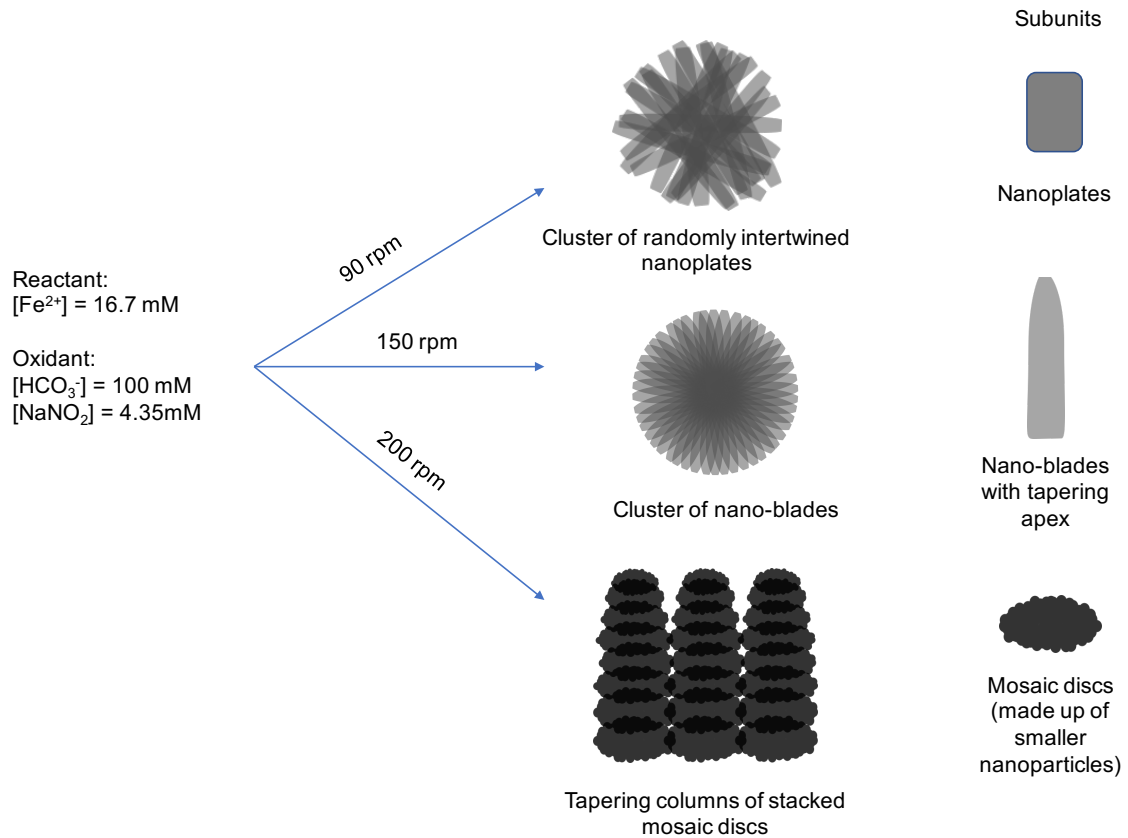 Subunits
Nanoplates
Cluster of randomly intertwined
nanoplates
90 rpm
Reactant:
[Fe²⁺] = 16.7 mM
Oxidant:
[HCO₃⁻] = 100 mM
[NaNO₂] = 4.35mM
150 rpm
200 rpm
Cluster of nano-blades
Nano-blades
with tapering
apex
Mosaic discs
(made up of
smaller
nanoparticles)
Tapering columns of stacked
mosaic discs